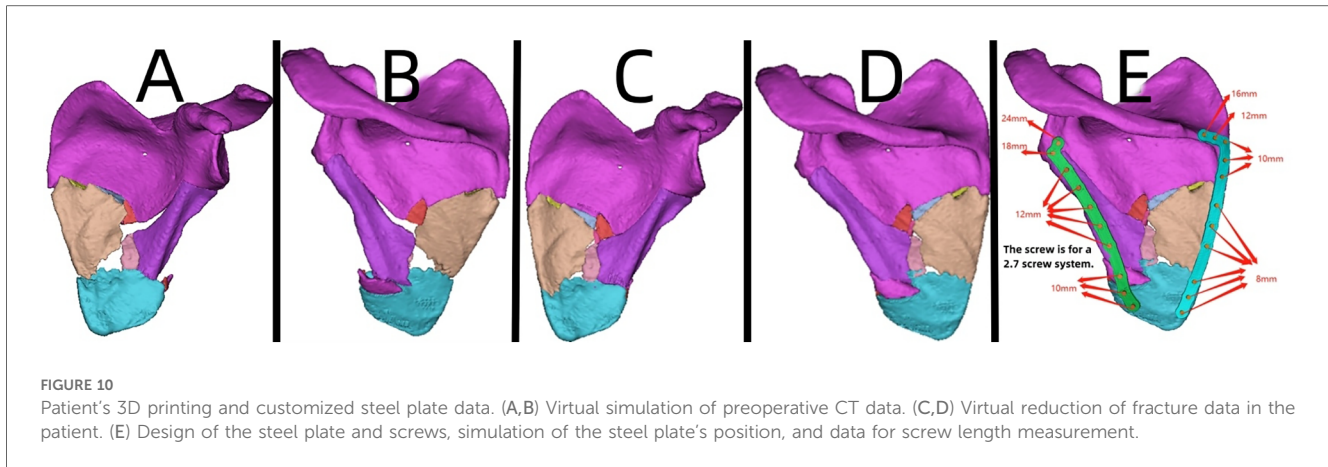 A
B
C
D
E
16mm
12mm
24mm
18mm
10mm
12mm
The screw is for a
2.7 screw system.
10mm
8mm
FIGURE 10
Patient's 3D printing and customized steel plate data. (A,B) Virtual simulation of preoperative CT data. (C,D) Virtual reduction of fracture data in the
patient. (E) Design of the steel plate and screws, simulation of the steel plate's position, and data for screw length measurement.